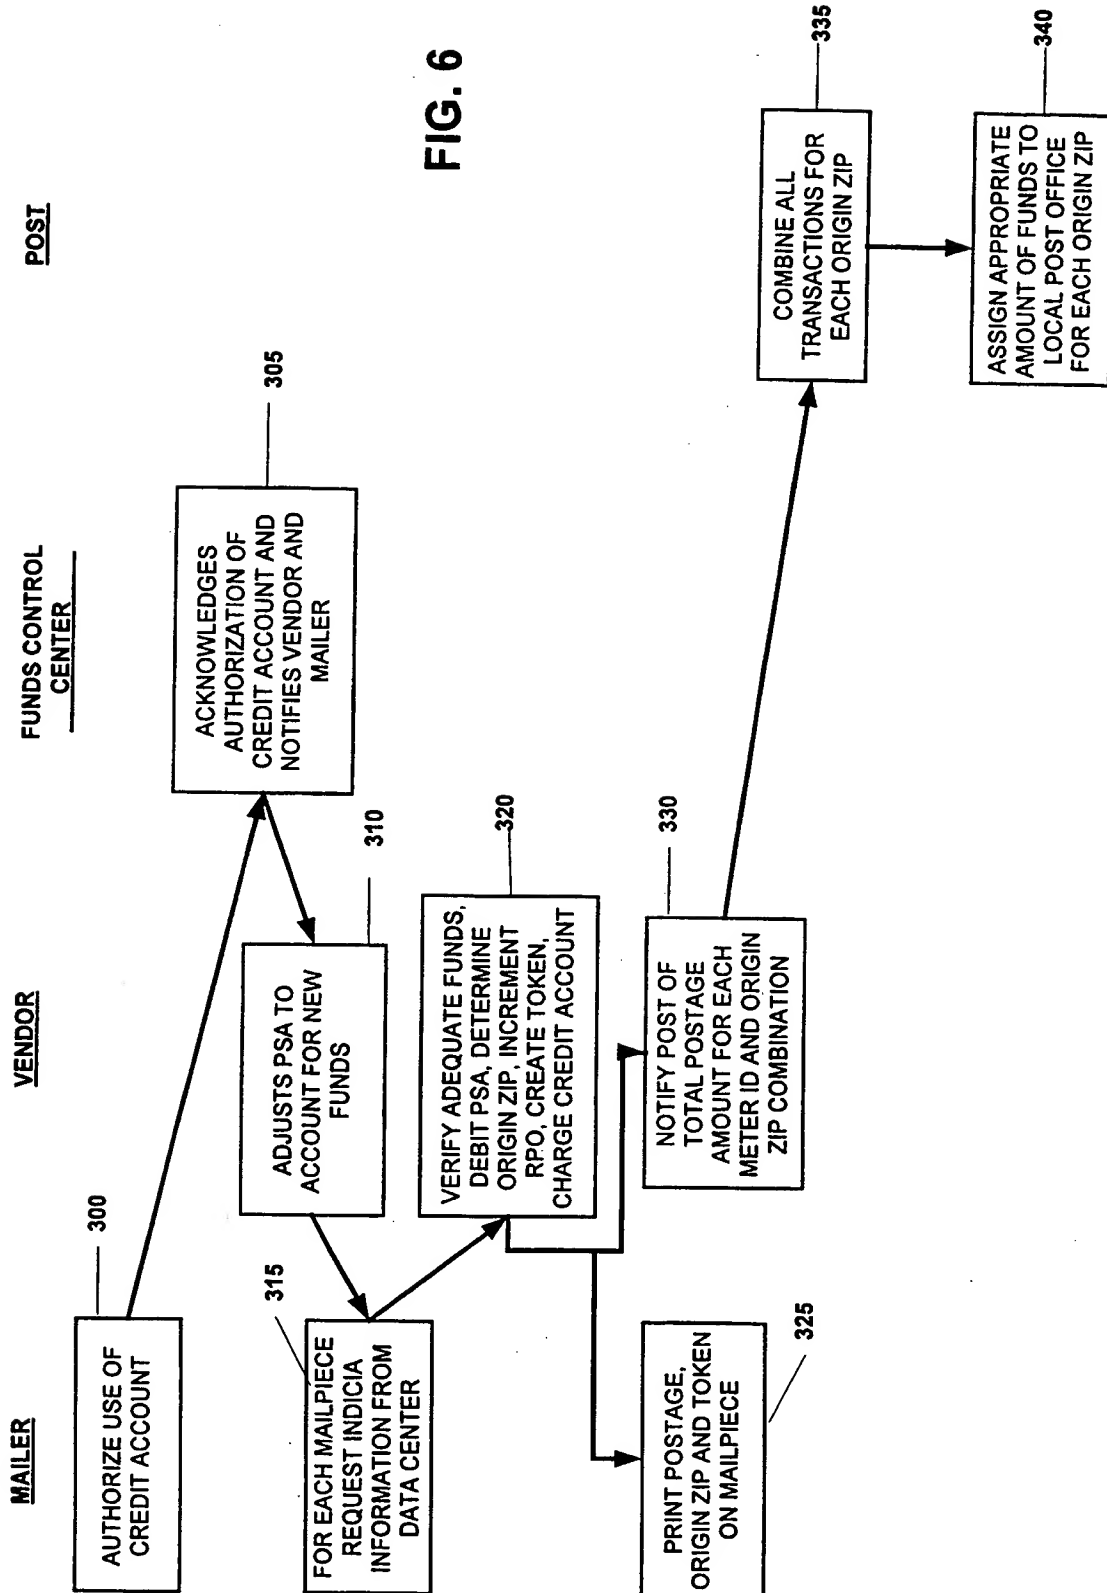 MAILER
VENDOR
FUNDS CONTROL
CENTER
POST
300
AUTHORIZE USE OF
CREDIT ACCOUNT
305
ACKNOWLEDGES
AUTHORIZATION OF
CREDIT ACCOUNT AND
NOTIFIES VENDOR AND
MAILER
310
ADJUSTS PSA TO
ACCOUNT FOR NEW
FUNDS
315
FOR EACH MAILPIECE
REQUEST INDICIA
INFORMATION FROM
DATA CENTER
320
VERIFY ADEQUATE FUNDS,
DEBIT PSA, DETERMINE
ORIGIN ZIP, INCREMENT
RPO, CREATE TOKEN,
CHARGE CREDIT ACCOUNT
325
PRINT POSTAGE,
ORIGIN ZIP AND TOKEN
ON MAILPIECE
330
NOTIFY POST OF
TOTAL POSTAGE
AMOUNT FOR EACH
METER ID AND ORIGIN
ZIP COMBINATION
335
COMBINE ALL
TRANSACTIONS FOR
EACH ORIGIN ZIP
340
ASSIGN APPROPRIATE
AMOUNT OF FUNDS TO
LOCAL POST OFFICE
FOR EACH ORIGIN ZIP
FIG. 6